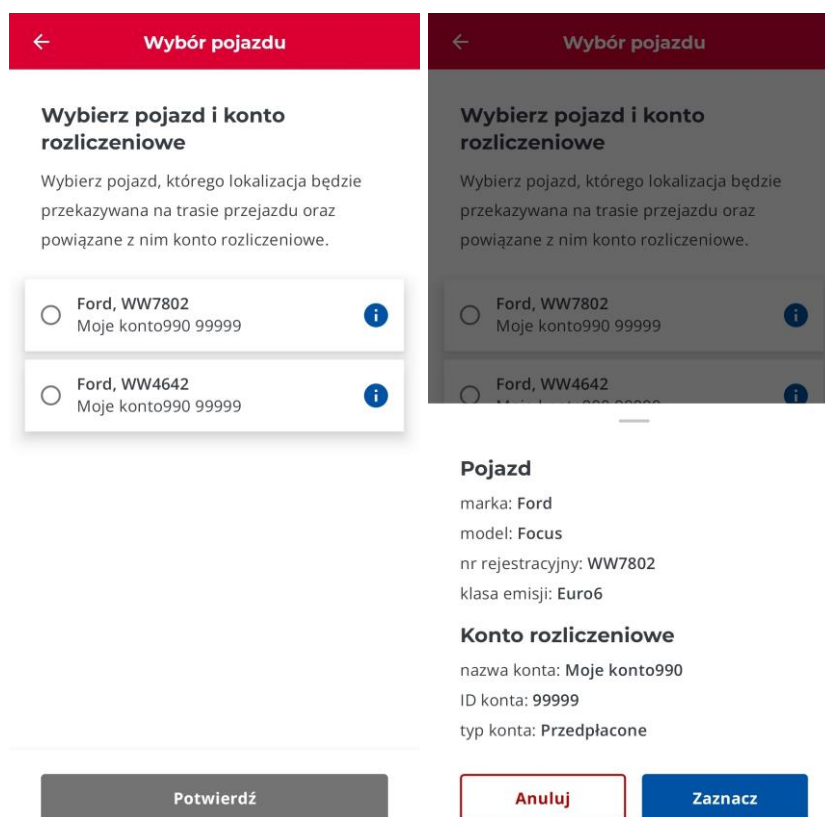 Wybór pojazdu
Wybierz pojazd i konto
rozliczeniowe
Wybierz pojazd, którego lokalizacja będzie
przekazywana na trasie przejazdu oraz
powiązane z nim konto rozliczeniowe.
Ford, WW7802
Moje konto990 99999
Ford, WW4642
Moje konto990 99999
Potwierdź
Wybór pojazdu
Wybierz pojazd i konto
rozliczeniowe
Wybierz pojazd, którego lokalizacja będzie
przekazywana na trasie przejazdu oraz
powiązane z nim konto rozliczeniowe.
Ford, WW7802
Moje konto990 99999
Ford, WW4642
Pojazd
marka: Ford
model: Focus
nr rejestracyjny: WW7802
klasa emisji: Euro6
Konto rozliczeniowe
nazwa konta: Moje konto990
ID konta: 99999
typ konta: Przedpłacone
Anuluj
Zaznacz